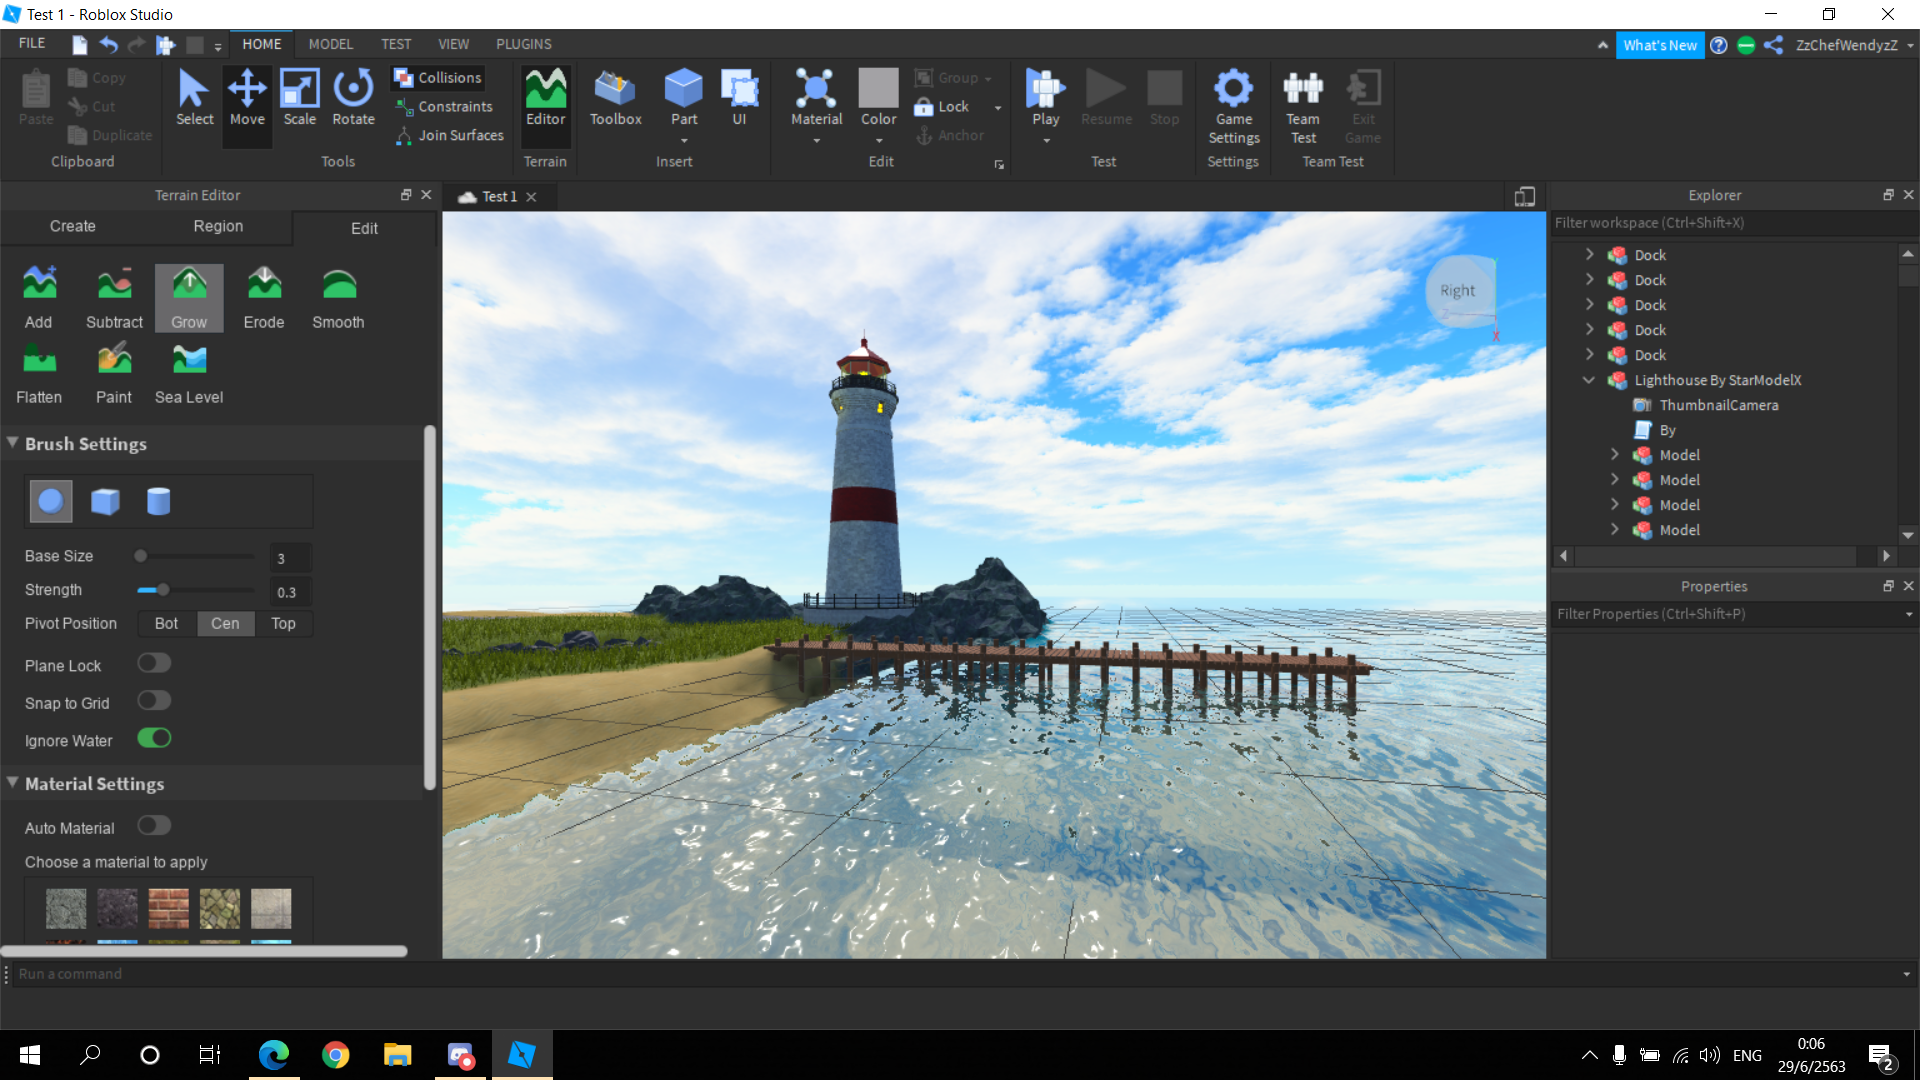 Test 1 - Roblox Studio
FILE HOME MODEL TEST VIEW PLUGINS What's New ZzChefWendyzZ
Paste Copy Cut Duplicate
Clipboard
Select Move Scale Rotate Collisions Constraints Join Surfaces
Tools
Editor
Terrain
Toolbox Part UI
Insert
Material Color Group Lock Anchor
Edit
Play Resume Stop
Test
Game Settings
Settings
Team Test Exit Game
Team Test
Terrain Editor
Create Region Edit
Add Subtract Grow Erode Smooth
Flatten Paint Sea Level
Brush Settings
Base Size 3
Strength 0.3
Pivot Position Bot Cen Top
Plane Lock
Snap to Grid
Ignore Water
Material Settings
Auto Material
Choose a material to apply
Test 1
Right
Z
X
Explorer
Filter workspace (Ctrl+Shift+X)
Dock
Dock
Dock
Dock
Dock
Lighthouse By StarModelX
ThumbnailCamera
By
Model
Model
Model
Model
Properties
Filter Properties (Ctrl+Shift+P)
Run a command
ENG
0:06
29/6/2563
2